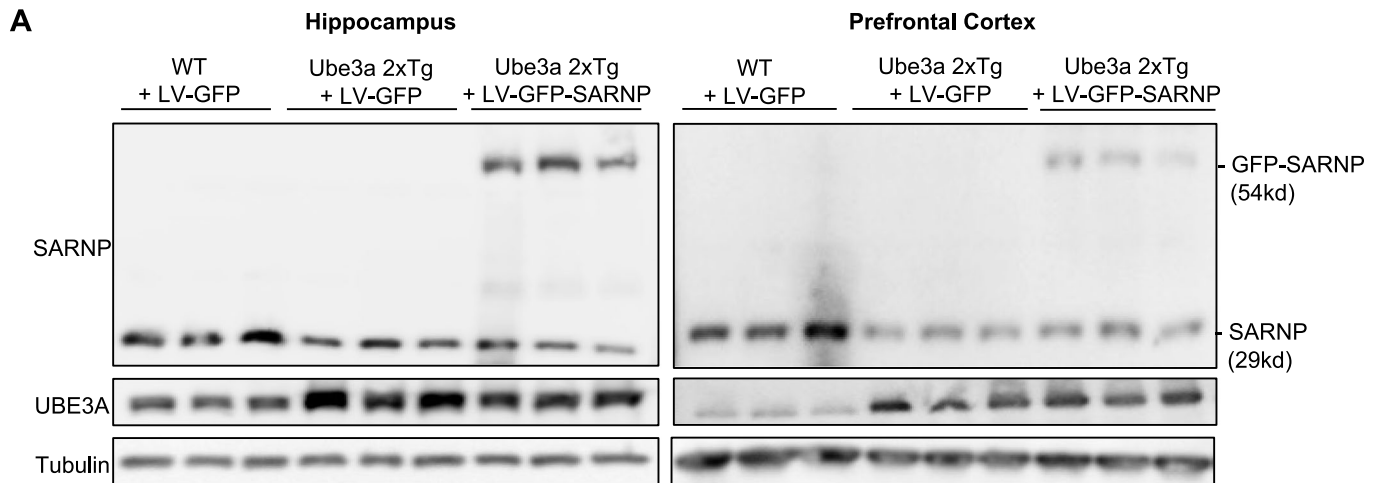 A
Hippocampus
Prefrontal Cortex
WT
+ LV-GFP
Ube3a 2xTg
+ LV-GFP
Ube3a 2xTg
+ LV-GFP-SARNP
WT
+ LV-GFP
Ube3a 2xTg
+ LV-GFP
Ube3a 2xTg
+ LV-GFP-SARNP
GFP-SARNP
(54kd)
SARNP
SARNP
(29kd)
UBE3A
Tubulin